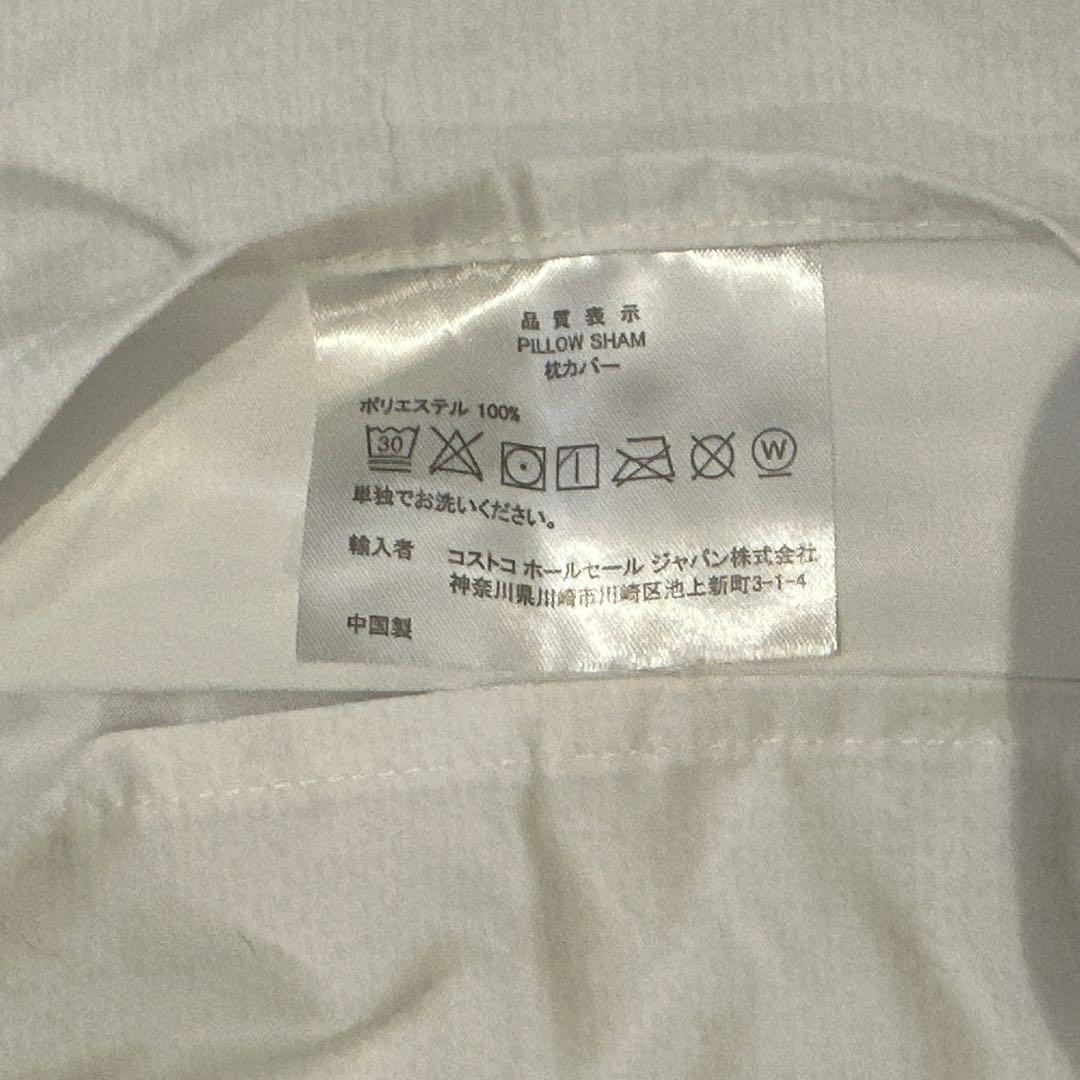 品質表示
PILLOW SHAM
枕カバー
ポリエステル 100%
30 W
単独でお洗いください。
輸入者 コストコ ホールセール ジャパン株式会社
神奈川県川崎市川崎区池上新町3-1-4
中国製